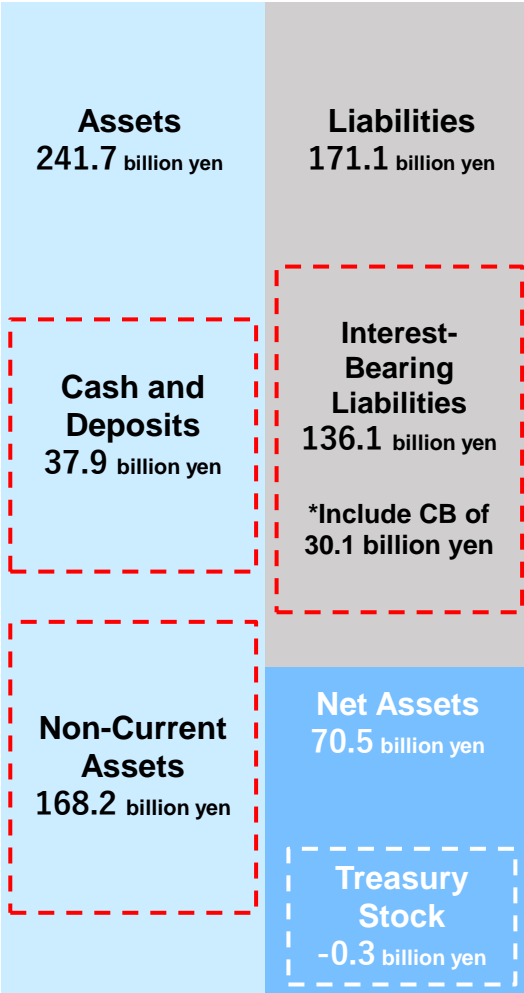 Assets
241.7 billion yen
Cash and
Deposits
37.9 billion yen
Non-Current
Assets
168.2 billion yen
Liabilities
171.1 billion yen
Interest-
Bearing
Liabilities
136.1 billion yen
*Include CB of
30.1 billion yen
Net Assets
70.5 billion yen
Treasury
Stock
-0.3 billion yen